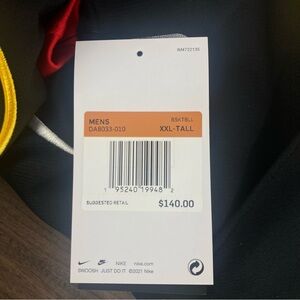 MENS BSKTBLL
DA8033-010 XXL-TALL
1 95240 19948 2
SUGGESTED RETAIL $140.00
NIKE nike.com
SWOOSH JUST DO IT ©2021 Nike